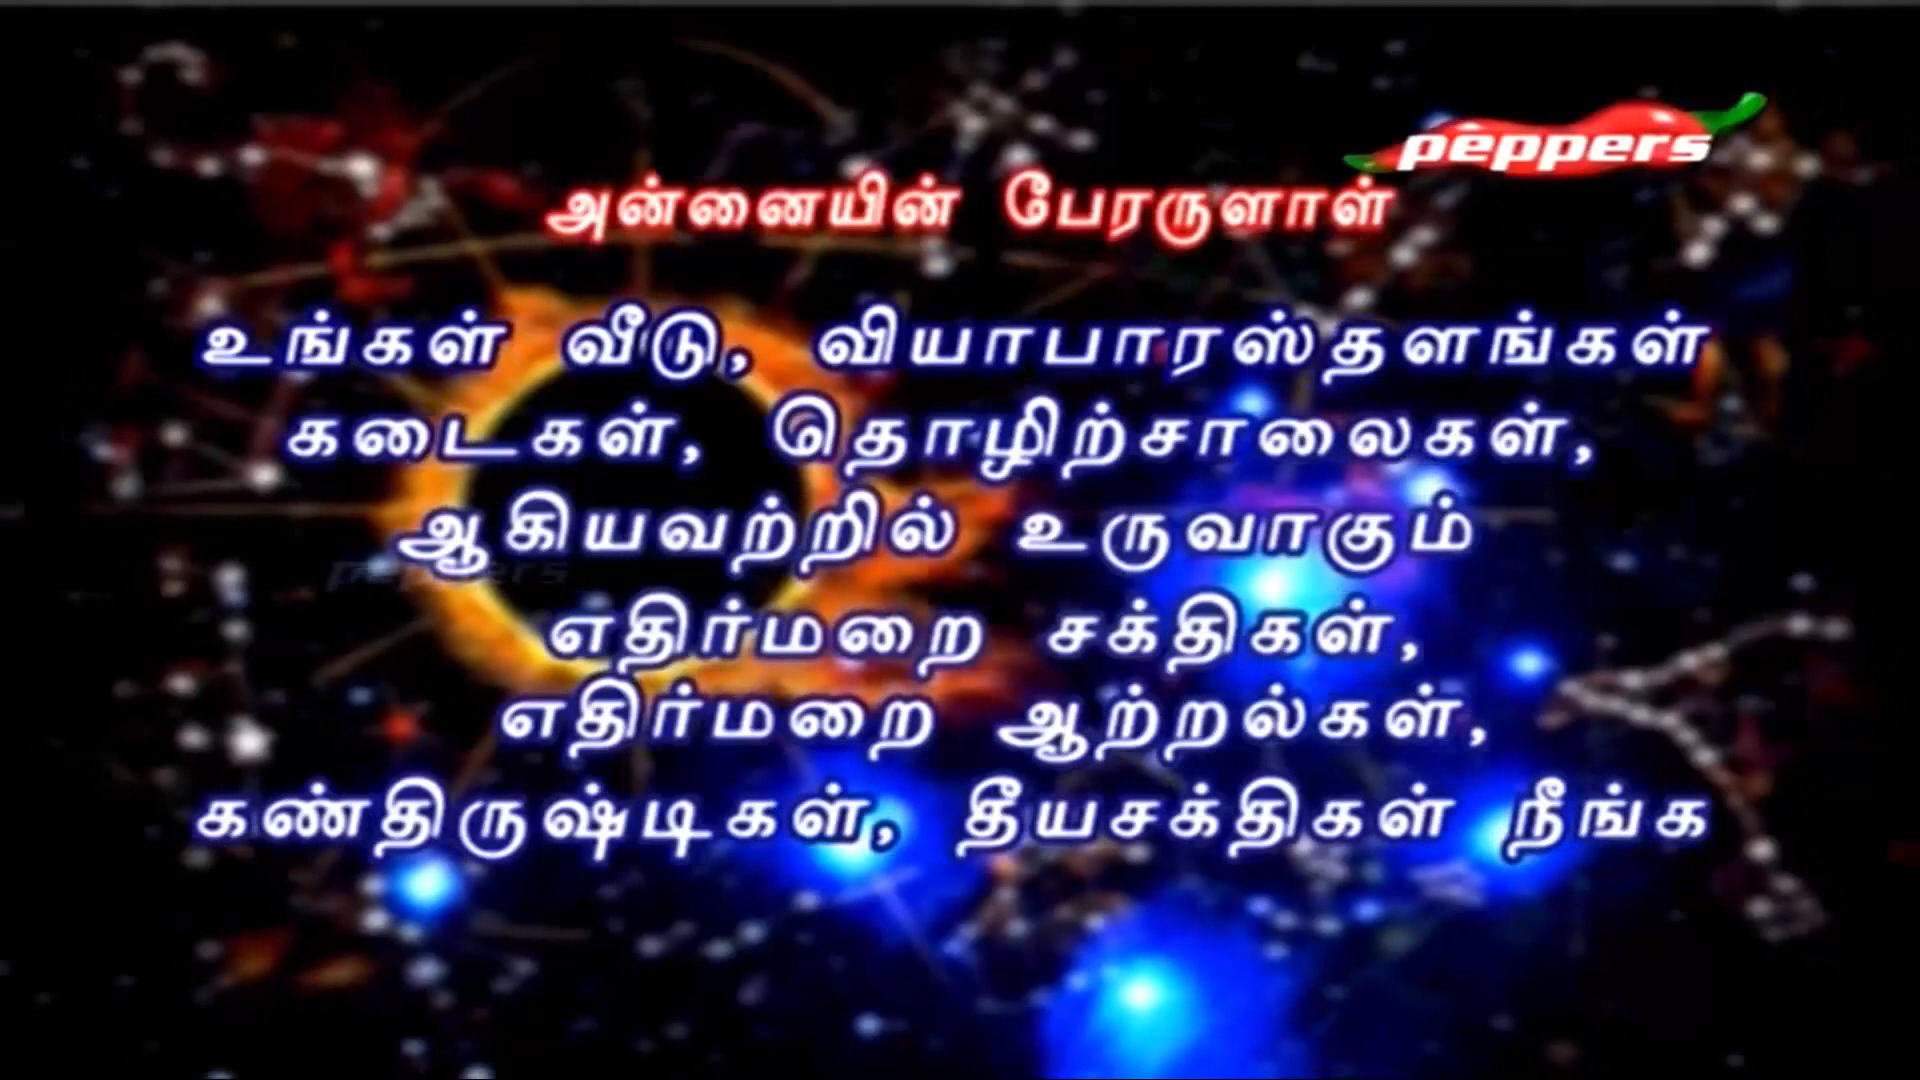 peppers
அன்னையின் பேரருளாள்
உங்கள் வீடு, வியாபாரஸ்தளங்கள்
கடைகள், தொழிற்சாலைகள்,
ஆகியவற்றில் உருவாகும்
peppers
எதிர்மறை சக்திகள்,
எதிர்மறை ஆற்றல்கள்,
கண்திருஷ்டிகள், தீயசக்திகள் நீங்க